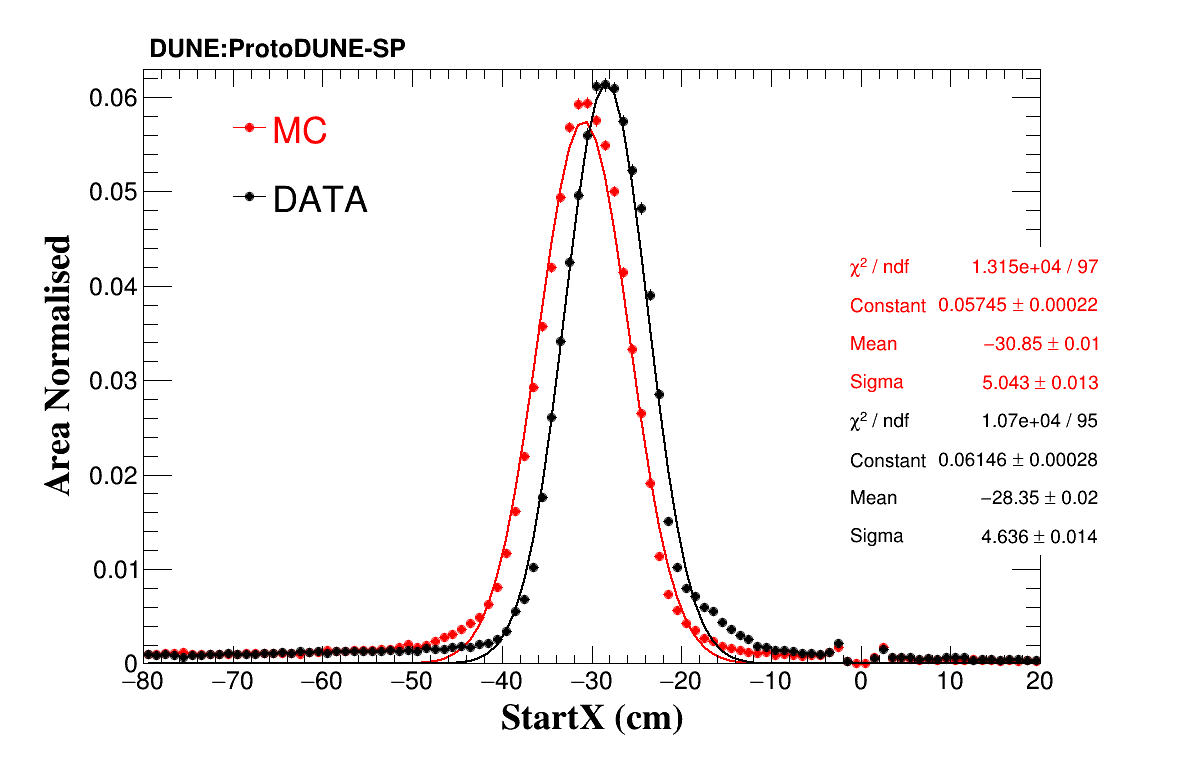 DUNE:ProtoDUNE-SP
MC
DATA
Area Normalised
0.06
0.05
0.04
0.03
0.02
0.01
0
−80 −70 −60 −50 −40 −30 −20 −10 0 10 20
StartX (cm)
χ² / ndf 1.315e+04 / 97
Constant 0.05745 ± 0.00022
Mean −30.85 ± 0.01
Sigma 5.043 ± 0.013
χ² / ndf 1.07e+04 / 95
Constant 0.06146 ± 0.00028
Mean −28.35 ± 0.02
Sigma 4.636 ± 0.014